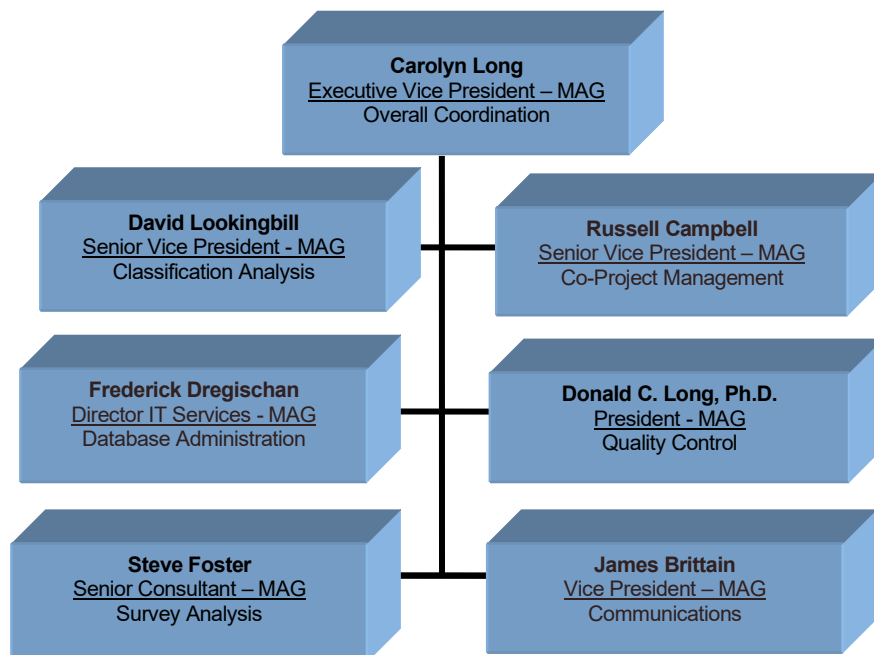 Carolyn Long
Executive Vice President – MAG
Overall Coordination
David Lookingbill
Senior Vice President - MAG
Classification Analysis
Russell Campbell
Senior Vice President – MAG
Co-Project Management
Frederick Dregischan
Director IT Services - MAG
Database Administration
Donald C. Long, Ph.D.
President - MAG
Quality Control
Steve Foster
Senior Consultant – MAG
Survey Analysis
James Brittain
Vice President – MAG
Communications